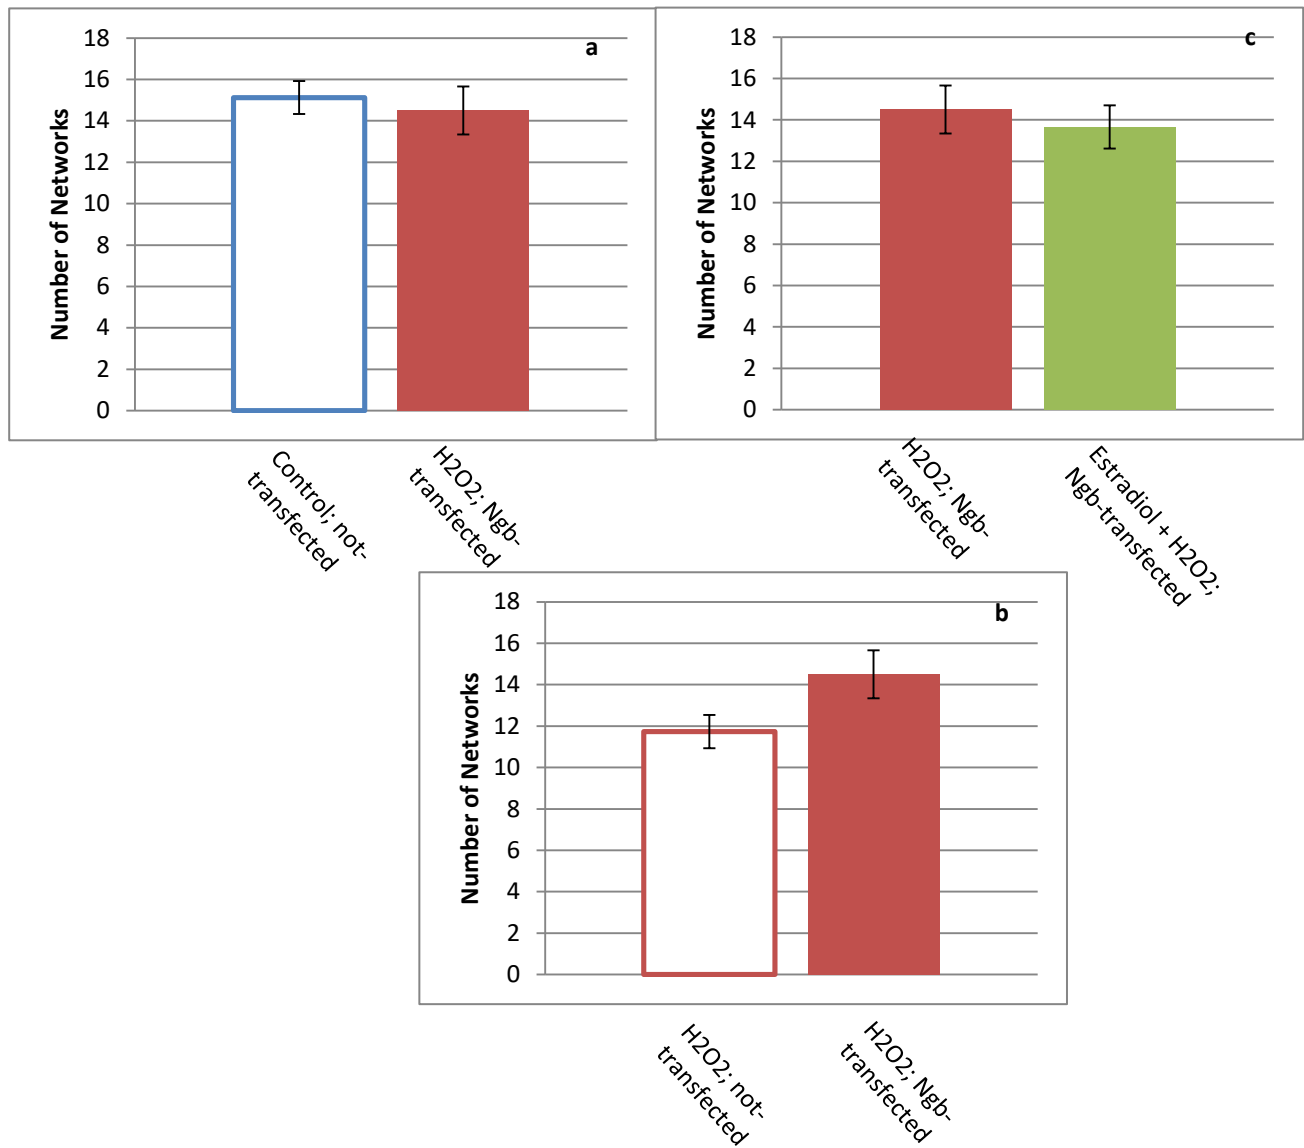 a
Number of Networks
18
16
14
12
10
8
6
4
2
0
Control; not-
transfected
H2O2; Ngb-
transfected
c
Number of Networks
18
16
14
12
10
8
6
4
2
0
H2O2; Ngb-
transfected
Estradiol + H2O2;
Ngb-transfected
b
Number of Networks
18
16
14
12
10
8
6
4
2
0
H2O2; not-
transfected
H2O2; Ngb-
transfected